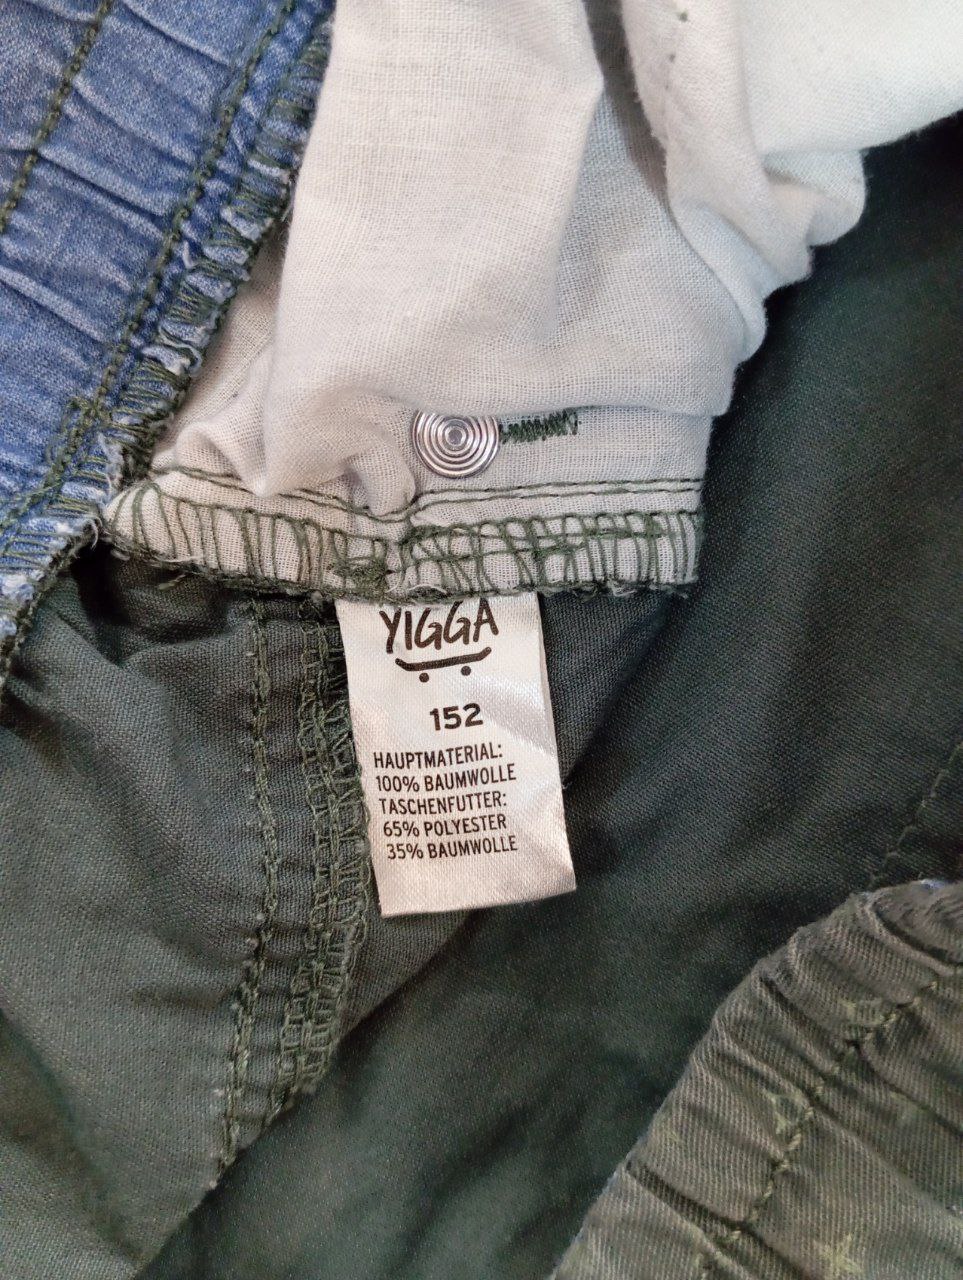 YIGGA
152
HAUPTMATERIAL:
100% BAUMWOLLE
TASCHENFUTTER:
65% POLYESTER
35% BAUMWOLLE